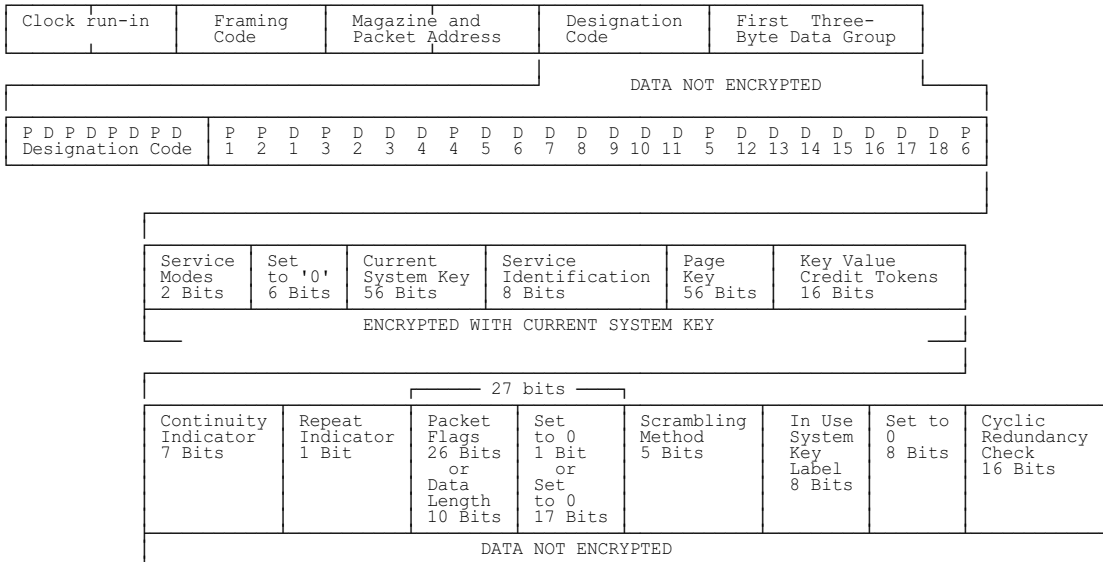 Clock run-in Framing Magazine and Designation First Three-
Code Packet Address Code Byte Data Group
DATA NOT ENCRYPTED
P D P D P D P D P P D P D D D P D D D D D D D P D D D D D D D P
Designation Code 1 2 1 3 2 3 4 4 5 6 7 8 9 10 11 5 12 13 14 15 16 17 18 6
Service Set Current Service Page Key Value
Modes to '0' System Key Identification Key Credit Tokens
2 Bits 6 Bits 56 Bits 8 Bits 56 Bits 16 Bits
ENCRYPTED WITH CURRENT SYSTEM KEY
27 bits
Continuity Repeat Packet Set Scrambling In Use Set to Cyclic
Indicator Indicator Flags to 0 Method System 0 Redundancy
7 Bits 1 Bit 26 Bits 1 Bit 5 Bits Key 8 Bits Check
or or Label 16 Bits
Data Set 8 Bits
Length to 0
10 Bits 17 Bits
DATA NOT ENCRYPTED